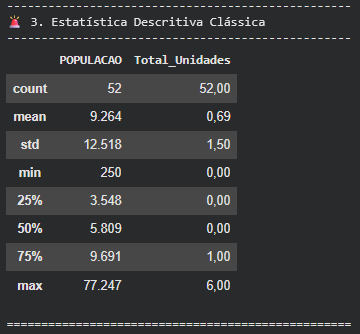 --------------------------------------------------
🚨 3. Estatística Descritiva Clássica
--------------------------------------------------
POPULACAO Total_Unidades
count 52 52,00
mean 9.264 0,69
std 12.518 1,50
min 250 0,00
25% 3.548 0,00
50% 5.809 0,00
75% 9.691 1,00
max 77.247 6,00
==================================================